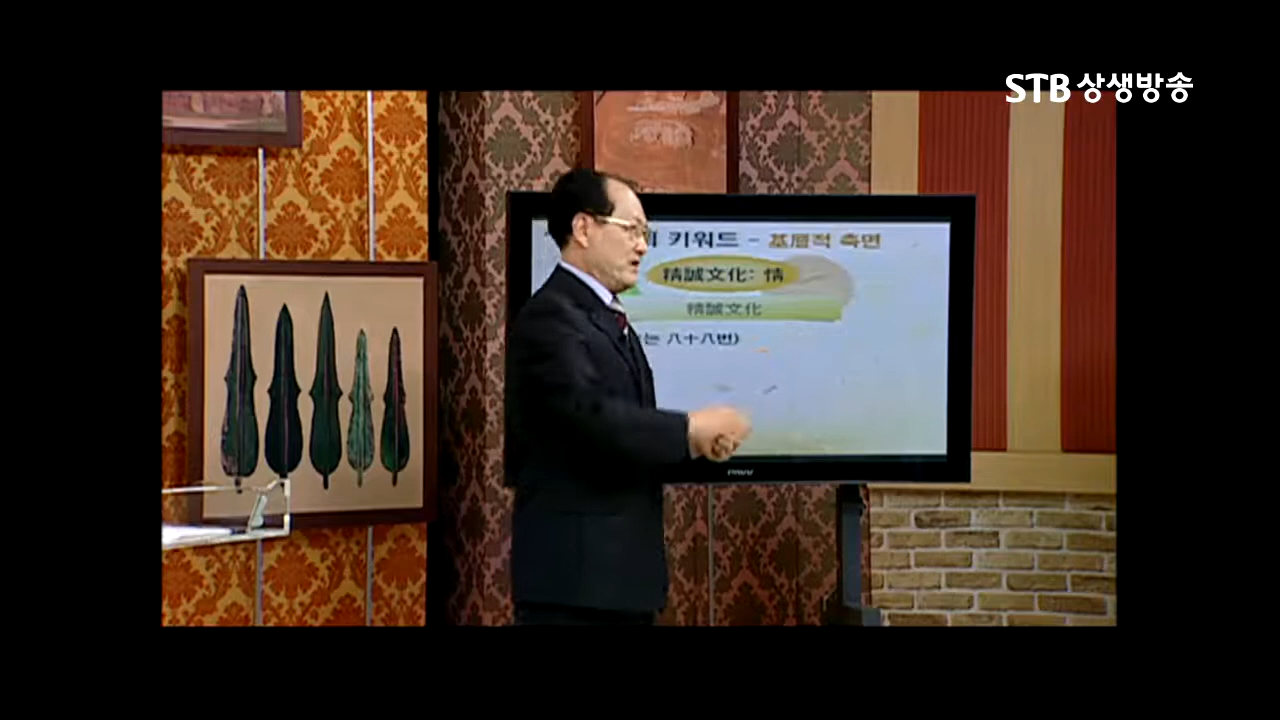 STB 상생방송
키워드 - 基層적 측면
精誠文化: 情
精誠文化
는 八十八번)